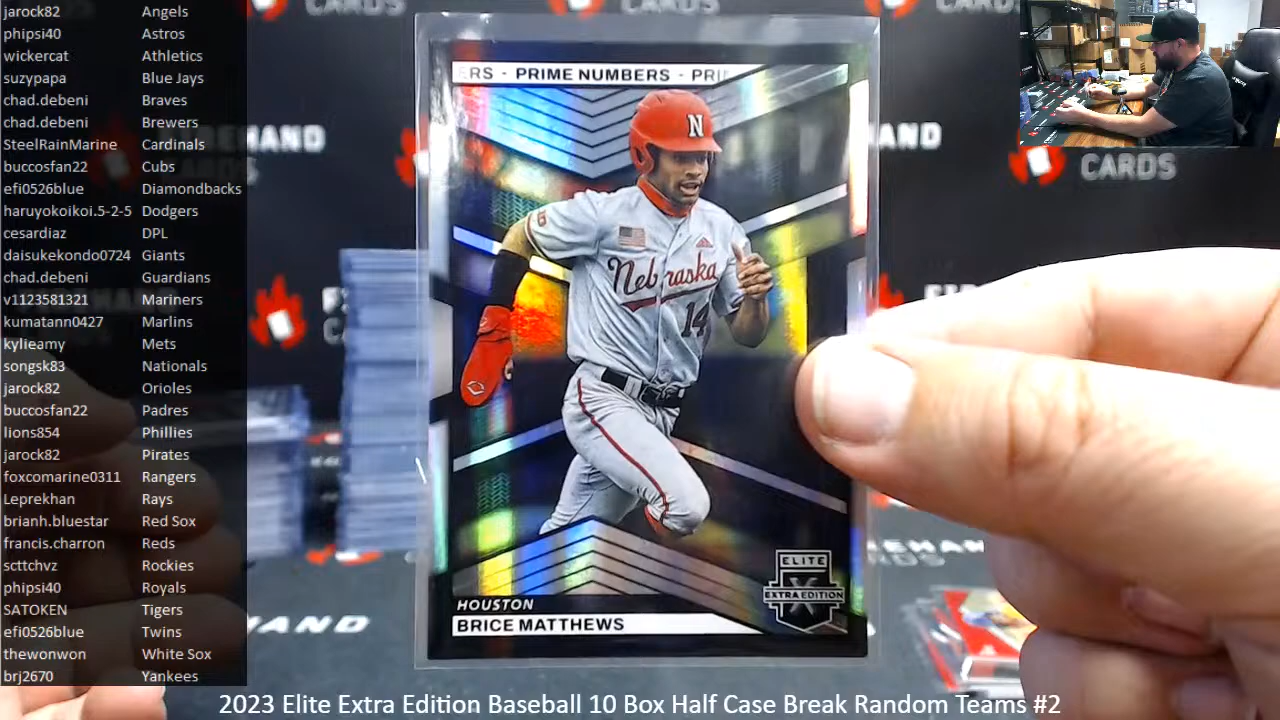 jarock82 Angels
phipsi40 Astros
wickercat Athletics
suzypapa Blue Jays
chad.debeni Braves
chad.debeni Brewers
SteelRainMarine Cardinals
buccosfan22 Cubs
efi0526blue Diamondbacks
haruyokoikoi.5-2-5 Dodgers
cesardiaz DPL
daisukekondo0724 Giants
chad.debeni Guardians
v1123581321 Mariners
kumatann0427 Marlins
kylieamy Mets
songsk83 Nationals
jarock82 Orioles
buccosfan22 Padres
lions854 Phillies
jarock82 Pirates
foxcomarine0311 Rangers
Leprekhan Rays
brianh.bluestar Red Sox
francis.charron Reds
scttchvz Rockies
phipsi40 Royals
SATOKEN Tigers
efi0526blue Twins
thewonwon White Sox
brj2670 Yankees
ERS - PRIME NUMBERS - PRI
N
Nebraska
14
ELITE
X
EXTRA EDITION
HOUSTON
BRICE MATTHEWS
CARDS
CARDS
2023 Elite Extra Edition Baseball 10 Box Half Case Break Random Teams #2